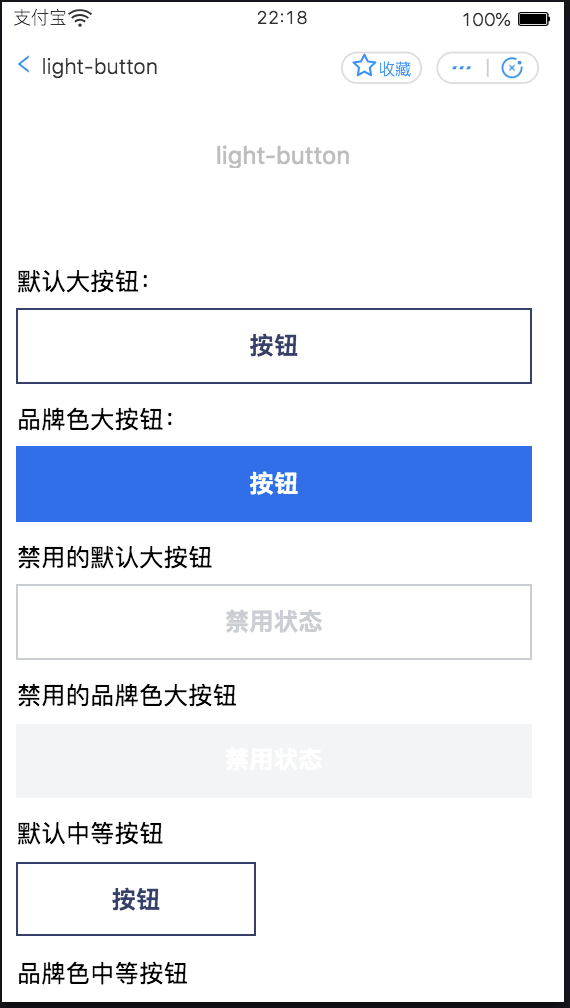 支付宝 22:18 100%
light-button 收藏
light-button
默认大按钮：
按钮
品牌色大按钮：
按钮
禁用的默认大按钮
禁用状态
禁用的品牌色大按钮
禁用状态
默认中等按钮
按钮
品牌色中等按钮